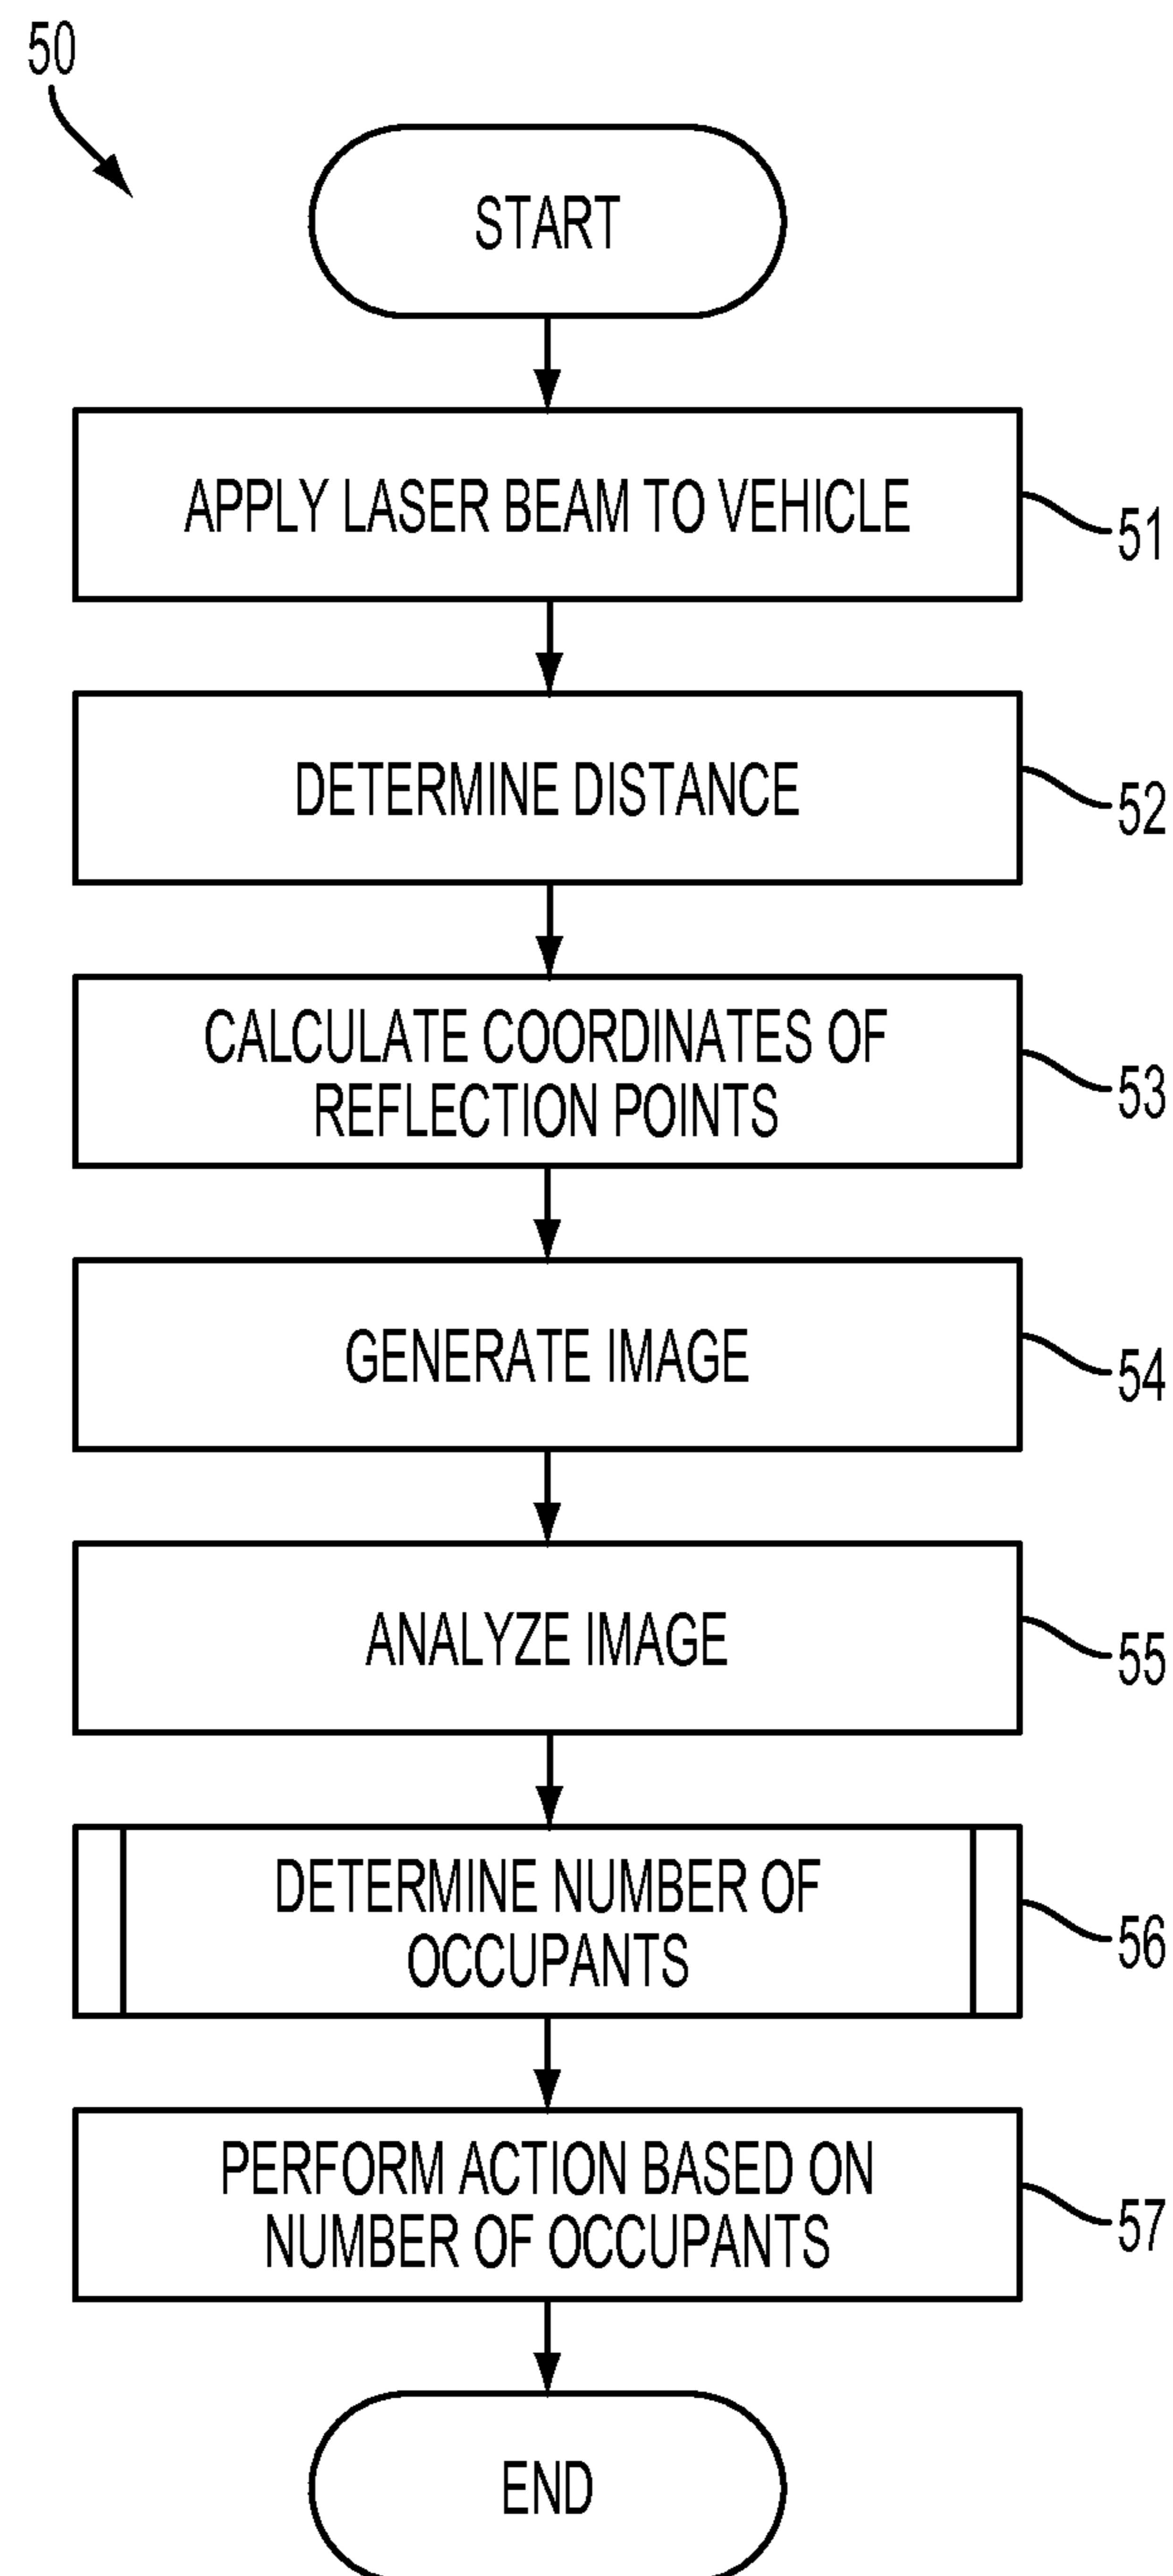 50
START
APPLY LASER BEAM TO VEHICLE
51
DETERMINE DISTANCE
52
CALCULATE COORDINATES OF
REFLECTION POINTS
53
GENERATE IMAGE
54
ANALYZE IMAGE
55
DETERMINE NUMBER OF
OCCUPANTS
56
PERFORM ACTION BASED ON
NUMBER OF OCCUPANTS
57
END